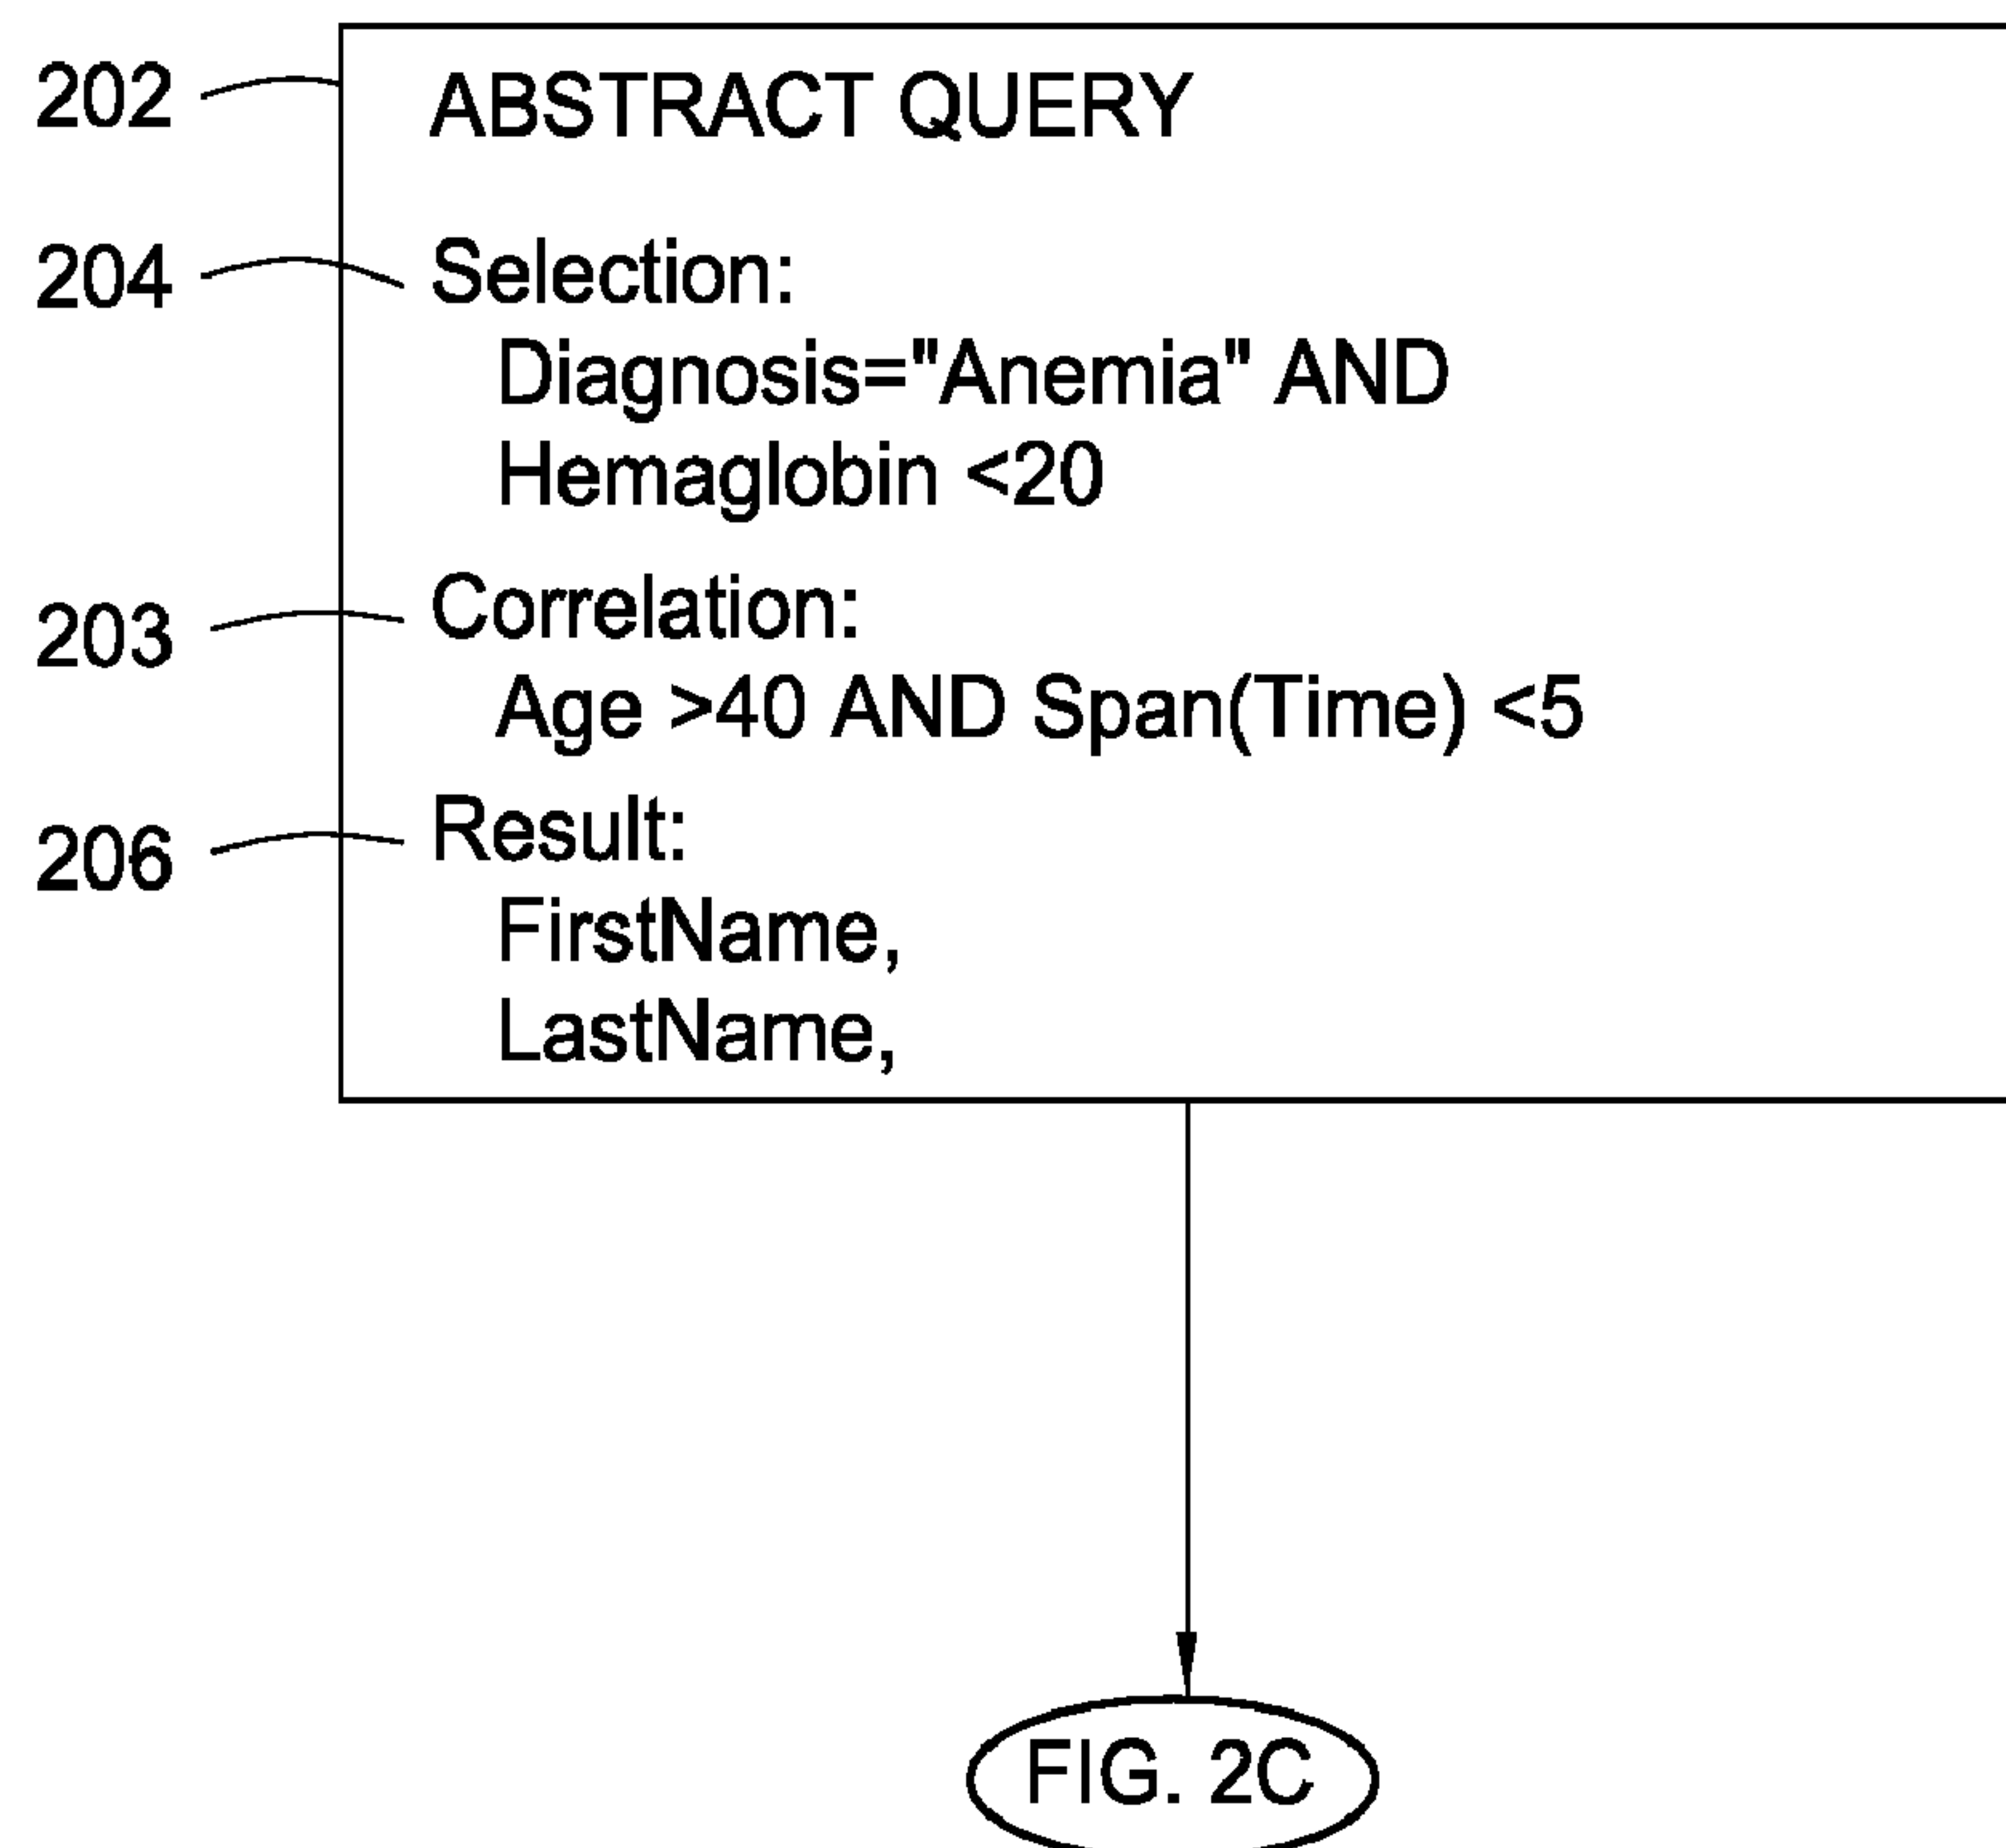 202 ABSTRACT QUERY
204 Selection:
Diagnosis="Anemia" AND
Hemaglobin <20
203 Correlation:
Age >40 AND Span(Time) <5
206 Result:
FirstName,
LastName,
FIG. 2C